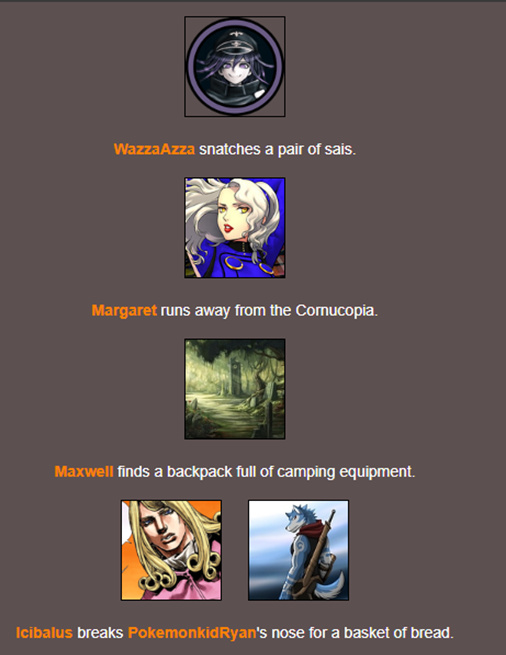 WazzaAzza snatches a pair of sais.
Margaret runs away from the Cornucopia.
Maxwell finds a backpack full of camping equipment.
Icibalus breaks PokemonkidRyan's nose for a basket of bread.